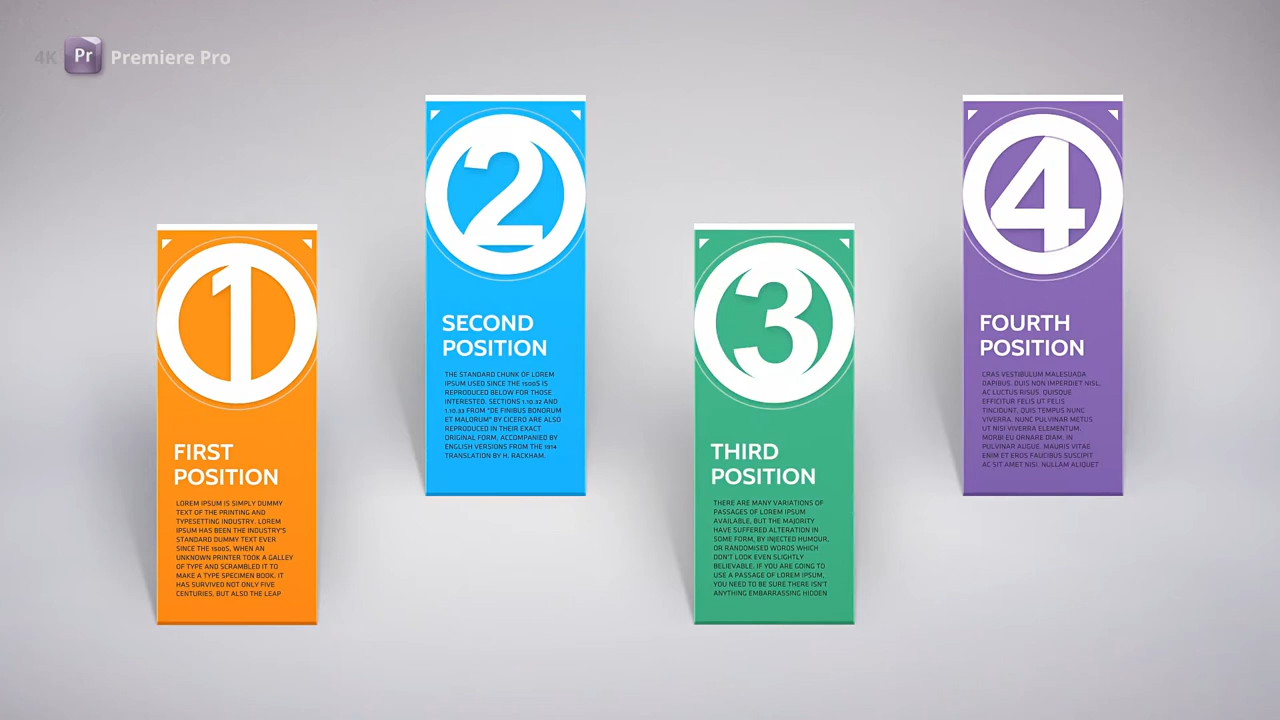 4K Pr Premiere Pro
1
FIRST
POSITION
LOREM IPSUM IS SIMPLY DUMMY
TEXT OF THE PRINTING AND
TYPESETTING INDUSTRY. LOREM
IPSUM HAS BEEN THE INDUSTRY'S
STANDARD DUMMY TEXT EVER
SINCE THE 1500S, WHEN AN
UNKNOWN PRINTER TOOK A GALLEY
OF TYPE AND SCRAMBLED IT TO
MAKE A TYPE SPECIMEN BOOK. IT
HAS SURVIVED NOT ONLY FIVE
CENTURIES, BUT ALSO THE LEAP
2
SECOND
POSITION
THE STANDARD CHUNK OF LOREM
IPSUM USED SINCE THE 1500S IS
REPRODUCED BELOW FOR THOSE
INTERESTED. SECTIONS 1.10.32 AND
1.10.33 FROM "DE FINIBUS BONORUM
ET MALORUM" BY CICERO ARE ALSO
REPRODUCED IN THEIR EXACT
ORIGINAL FORM, ACCOMPANIED BY
ENGLISH VERSIONS FROM THE 1914
TRANSLATION BY H. RACKHAM.
3
THIRD
POSITION
THERE ARE MANY VARIATIONS OF
PASSAGES OF LOREM IPSUM
AVAILABLE, BUT THE MAJORITY
HAVE SUFFERED ALTERATION IN
SOME FORM, BY INJECTED HUMOUR,
OR RANDOMISED WORDS WHICH
DON'T LOOK EVEN SLIGHTLY
BELIEVABLE. IF YOU ARE GOING TO
USE A PASSAGE OF LOREM IPSUM,
YOU NEED TO BE SURE THERE ISN'T
ANYTHING EMBARRASSING HIDDEN
4
FOURTH
POSITION
CRAS VESTIBULUM MALESUADA
DAPIBUS. DUIS NON IMPERDIET NISL,
AC LUCTUS RISUS. QUISQUE
EFFICITUR FELIS UT FELIS
TINCIDUNT, QUIS TEMPUS NUNC
VIVERRA. NUNC PULVINAR METUS
UT NISI VIVERRA ELEMENTUM.
MORBI EU ORNARE DIAM. IN
PULVINAR AUGUE. MAURIS VITAE
ENIM ET EROS FAUCIBUS SUSCIPIT
AC SIT AMET NISI. NULLAM ALIQUET